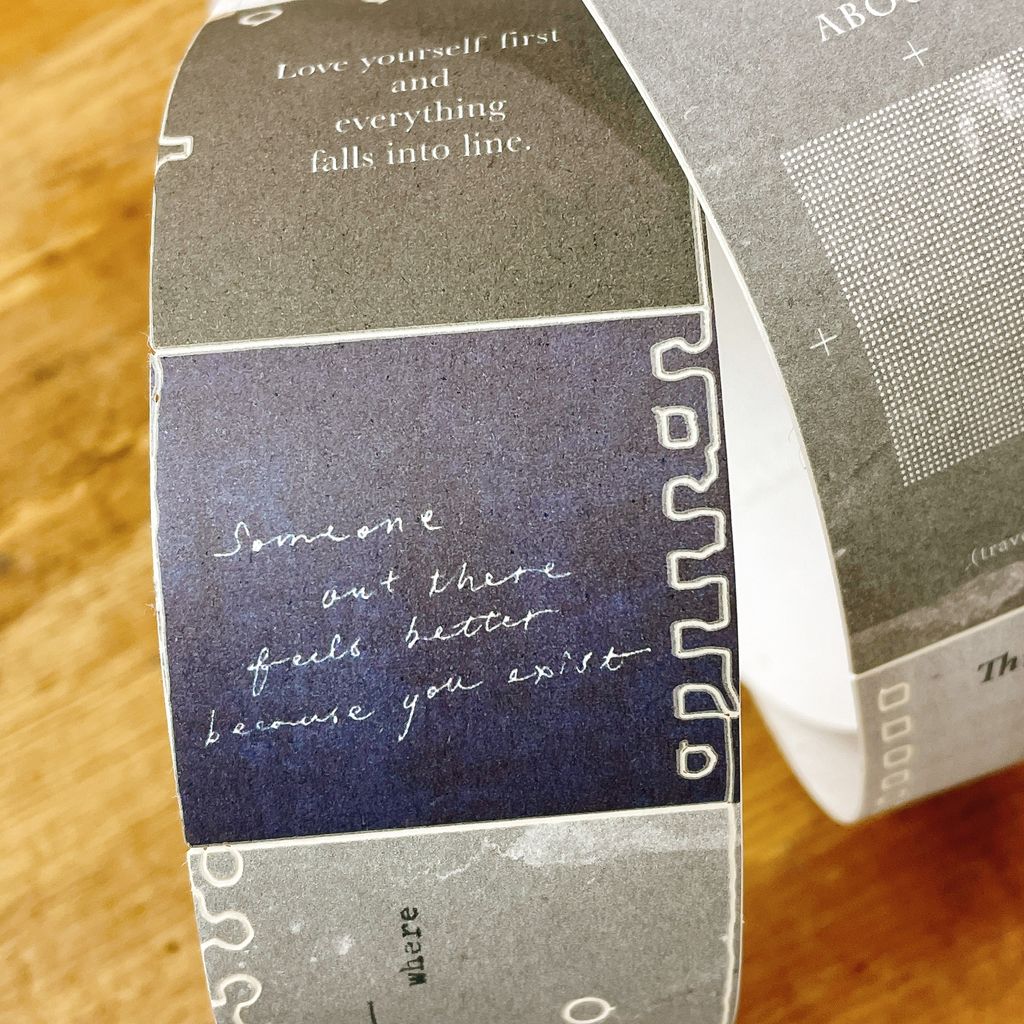 Love yourself first
and
everything
falls into line.
Someone
out there
feels better
because you exist
where